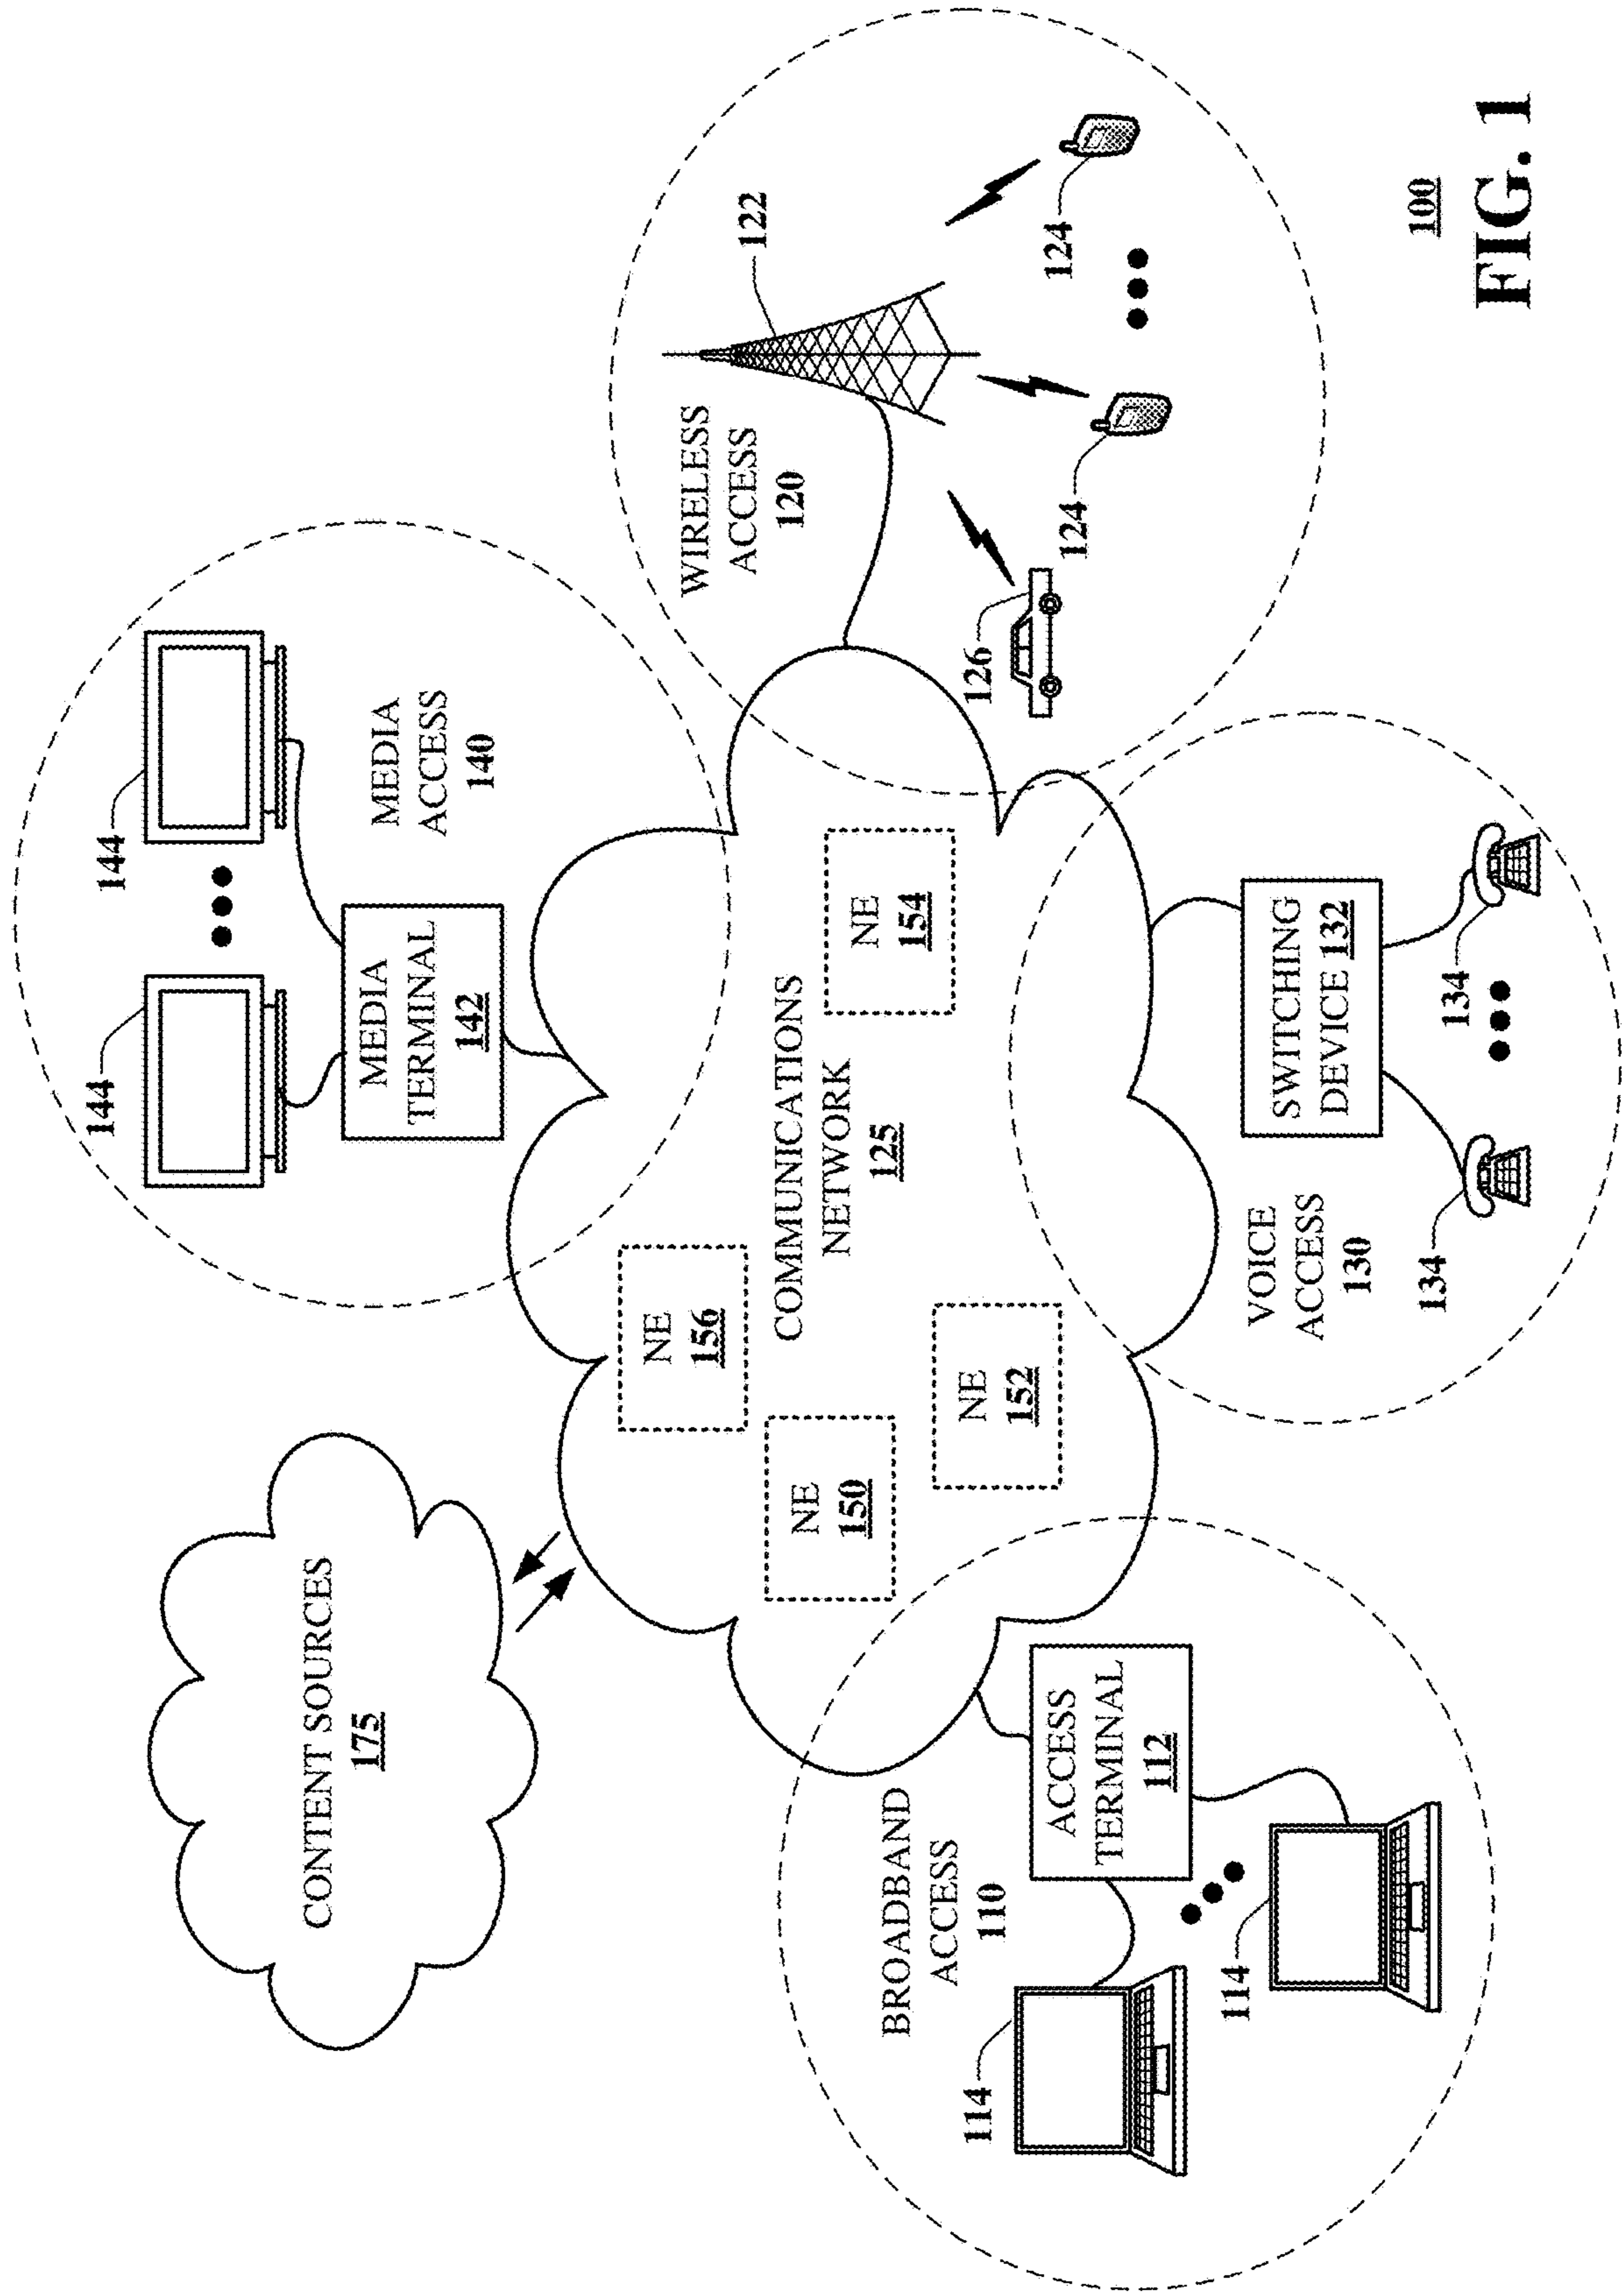 144
144
CONTENT SOURCES
175
MEDIA
TERMINAL
142
MEDIA
ACCESS
140
WIRELESS
ACCESS
120
122
NE
156
NE
150
COMMUNICATIONS
NETWORK
125
NE
154
NE
152
BROADBAND
ACCESS
110
ACCESS
TERMINAL
112
114
114
126
124
124
VOICE
ACCESS
130
SWITCHING
DEVICE 132
134
134
100
FIG. 1